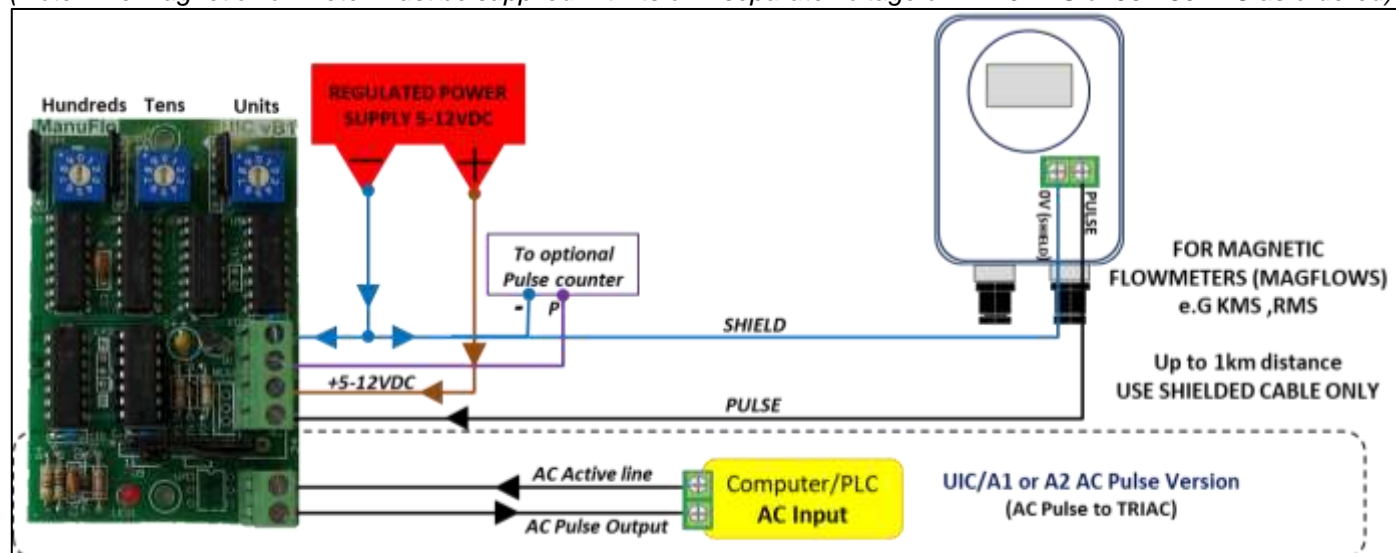 Hundreds Tens Units
ManuFlo
UIC vB1
REGULATED POWER
SUPPLY 5-12VDC
To optional
Pulse counter
- P
0V (SHIELD)
PULSE
FOR MAGNETIC
FLOWMETERS (MAGFLOWS)
e.G KMS ,RMS
SHIELD
Up to 1km distance
USE SHIELDED CABLE ONLY
+5-12VDC
PULSE
AC Active line
Computer/PLC
AC Input
AC Pulse Output
UIC/A1 or A2 AC Pulse Version
(AC Pulse to TRIAC)